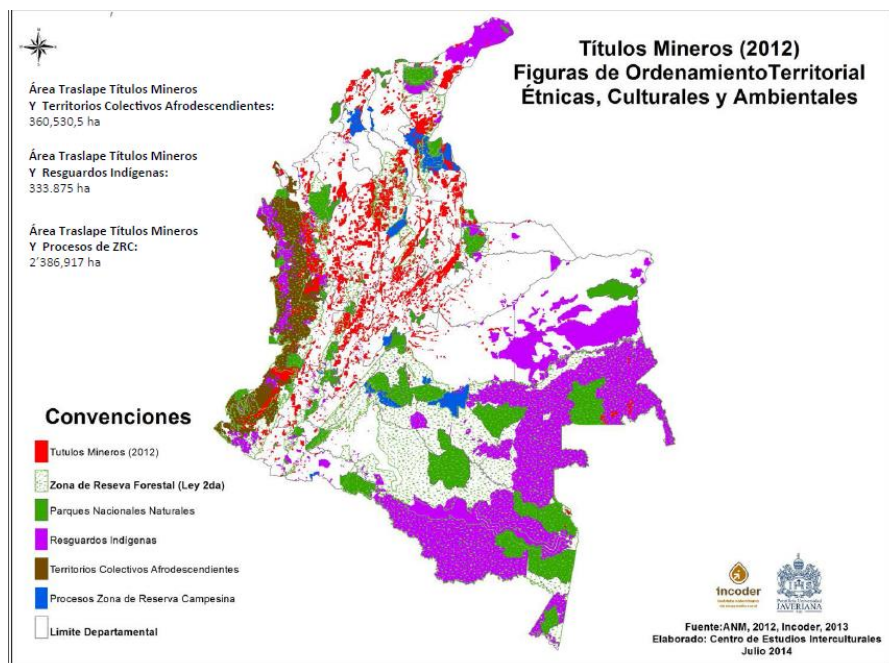 Títulos Mineros (2012)
Figuras de OrdenamientoTerritorial
Étnicas, Culturales y Ambientales
Área Traslape Títulos Mineros
Y Territorios Colectivos Afrodescendientes:
360,530,5 ha
Área Traslape Títulos Mineros
Y Resguardos Indígenas:
333.875 ha
Área Traslape Títulos Mineros
Y Procesos de ZRC:
2´386,917 ha
Convenciones
Tutulos Mineros (2012)
Zona de Reseva Forestal (Ley 2da)
Parques Nacionales Naturales
Resguardos Indígenas
Territorios Colectivos Afrodescendientes
Procesos Zona de Reserva Campesina
Limite Departamental
incoder
Pontificia Universidad
JAVERIANA
Fuente:ANM, 2012, Incoder, 2013
Elaborado: Centro de Estudios Interculturales
Julio 2014